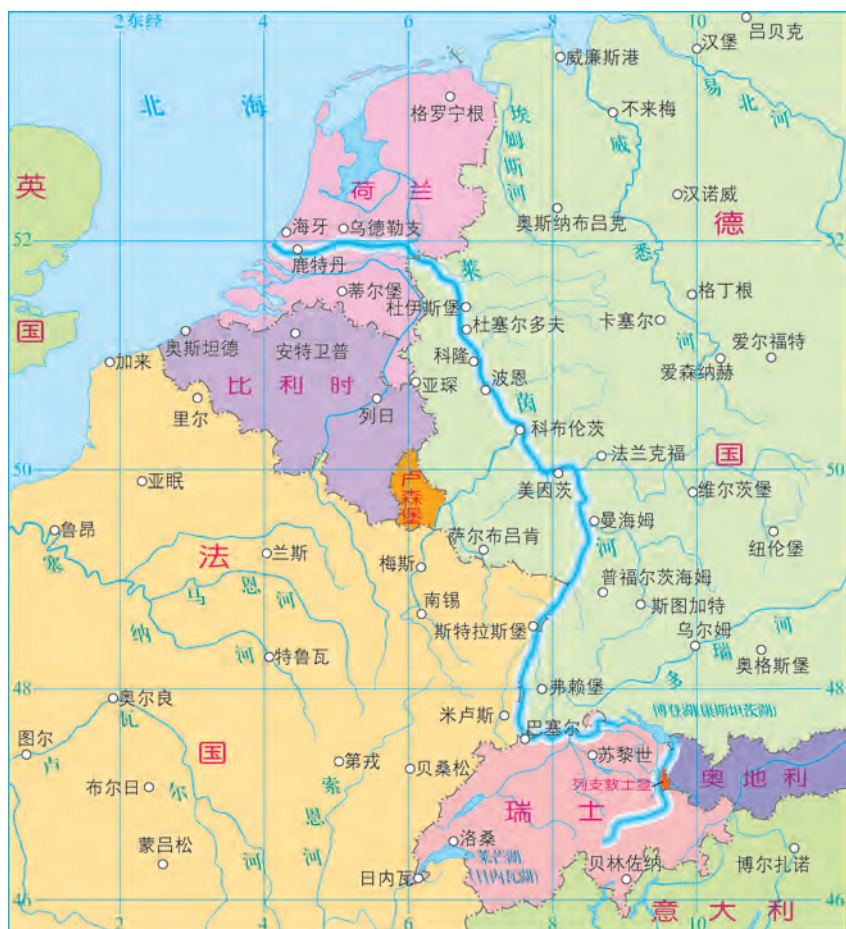 2东经
4
6
8
10
吕贝克
汉堡
威廉斯港
北海
易北河
格罗宁根
埃姆斯河
不来梅
威悉河
英国
荷兰
汉诺威
德国
海牙
乌德勒支
奥斯纳布吕克
52
52
鹿特丹
莱茵河
蒂尔堡
杜伊斯堡
格丁根
杜塞尔多夫
卡塞尔
奥斯坦德
安特卫普
爱尔福特
加来
科隆
爱森纳赫
比利时
亚琛
波恩
里尔
列日
科布伦茨
法兰克福
50
50
亚眠
卢森堡
美因茨
维尔茨堡
鲁昂
曼海姆
纽伦堡
法国
兰斯
萨尔布吕肯
塞纳河
马恩河
梅斯
普福尔茨海姆
斯图加特
南锡
斯特拉斯堡
乌尔姆
特鲁瓦
奥格斯堡
多瑙河
48
48
奥尔良
弗赖堡
博登湖(康斯坦茨湖)
米卢斯
巴塞尔
图尔
卢瓦尔河
第戎
贝桑松
苏黎世
布尔日
索恩河
列支敦士登
奥地利
瑞士
蒙吕松
洛桑
莱芒湖
(日内瓦湖)
日内瓦
贝林佐纳
博尔扎诺
46
46
意大利
2
4
6
8
10